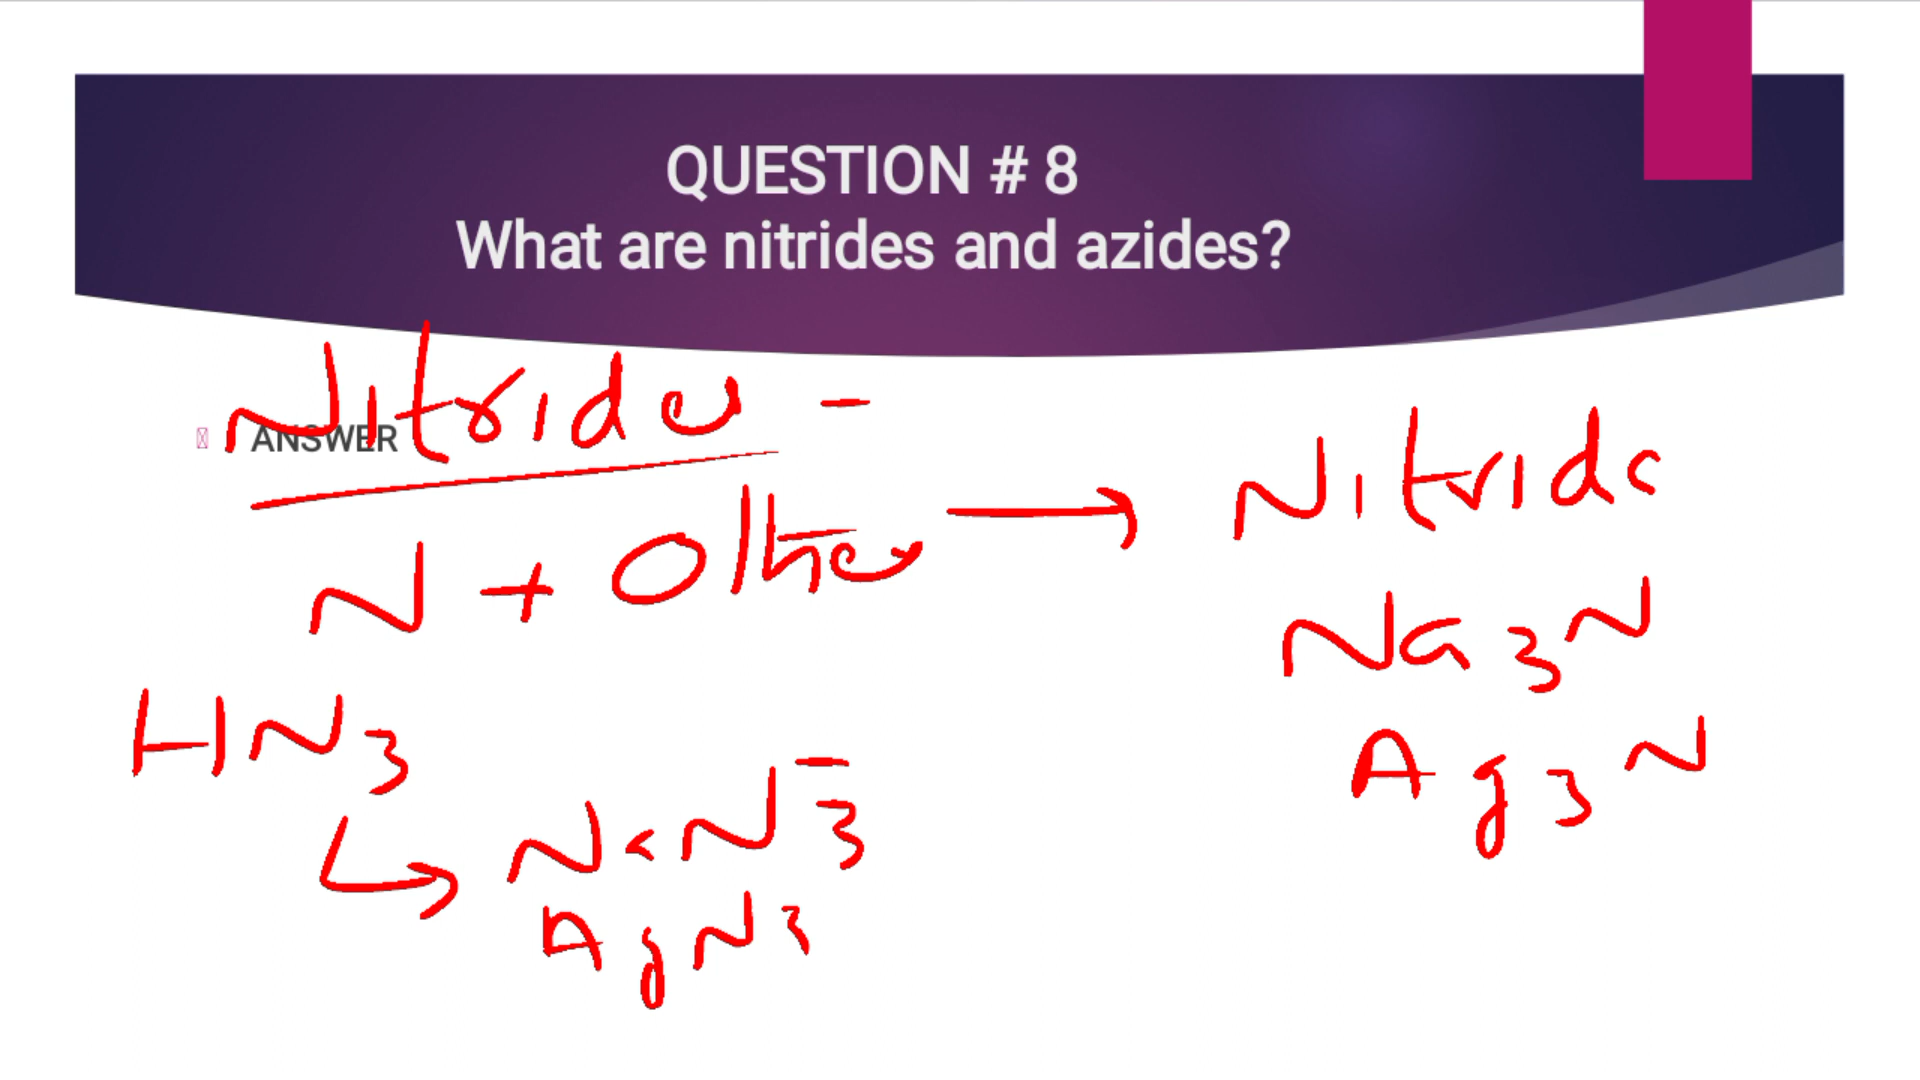 QUESTION # 8
What are nitrides and azides?
Nitrides -
ANSWER
N + Other → Nitride
Na3N
HN3
Ag3N
NaN3‾
AgN3